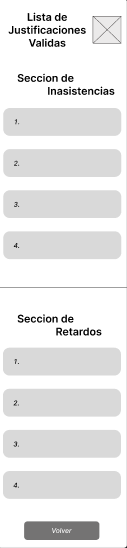 Lista de
Justificaciones
Validas
Seccion de
Inasistencias
1.
2.
3.
4.
Seccion de
Retardos
1.
2.
3.
4.
Volver